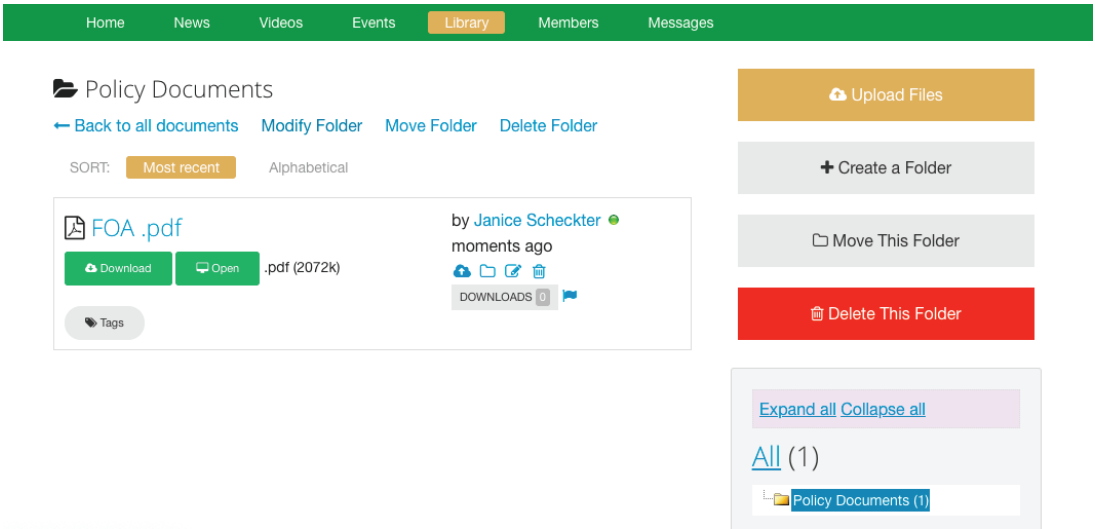 Home News Videos Events Library Members Messages
Policy Documents
Back to all documents Modify Folder Move Folder Delete Folder
SORT: Most recent Alphabetical
FOA .pdf
Download Open .pdf (2072k)
Tags
by Janice Scheckter
moments ago
DOWNLOADS 0
Upload Files
Create a Folder
Move This Folder
Delete This Folder
Expand all Collapse all
All (1)
Policy Documents (1)